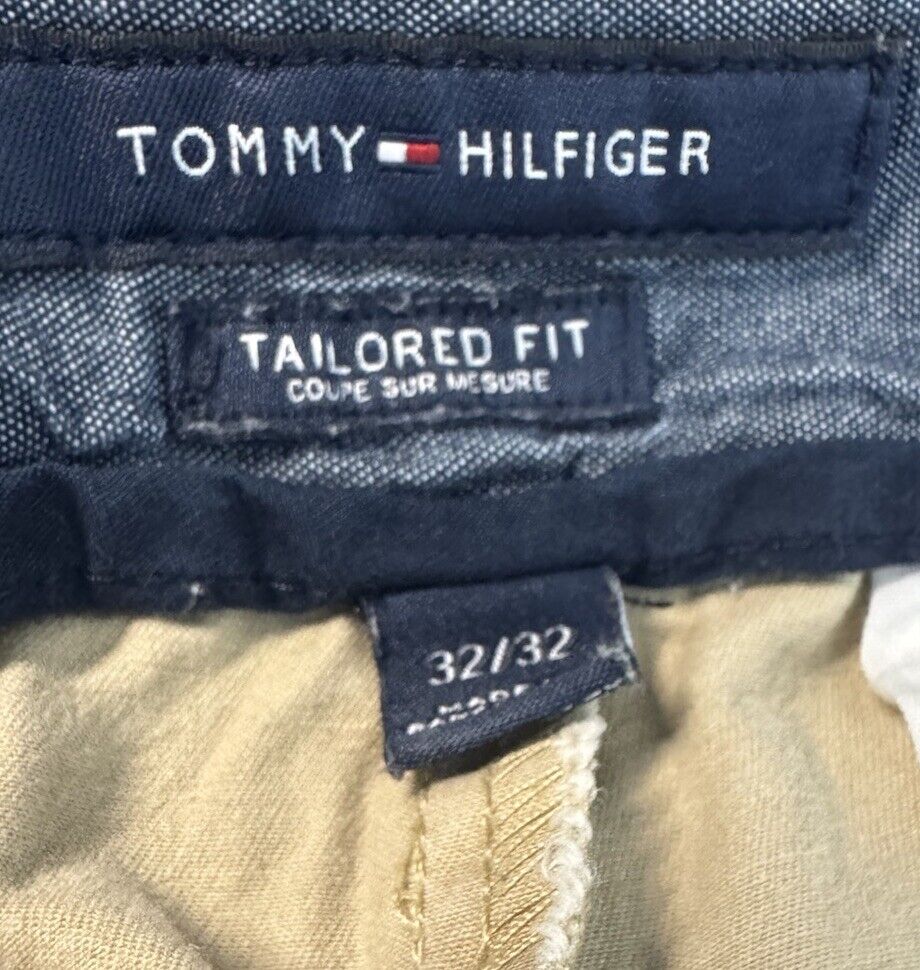 TOMMY HILFIGER
TAILORED FIT
COUPE SUR MESURE
32/32